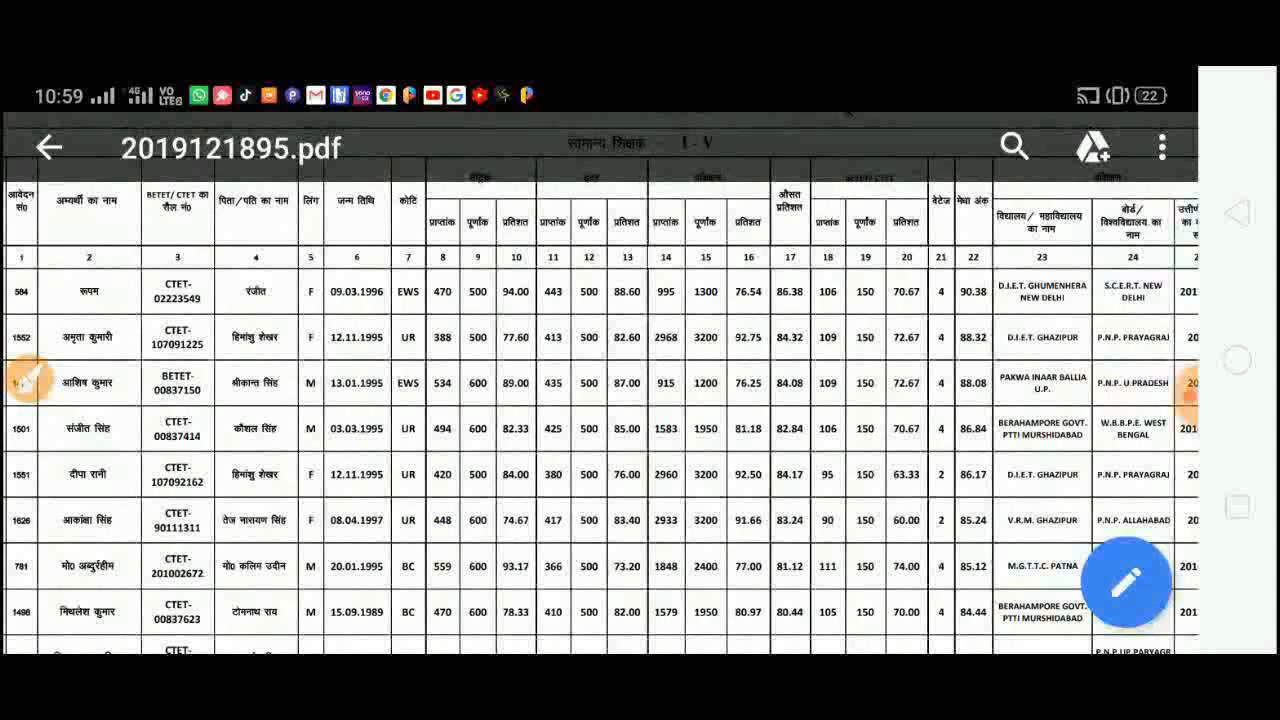 10:59 4G VO LTE 22
2019121895.pdf
सामान्य शिक्षक - I - V
आवेदन सं0 अभ्यर्थी का नाम BETET/ CTET का रौल नं0 पिता/पति का नाम लिंग जन्म तिथि कोटि प्राप्तांक पूर्णांक प्रतिशत प्राप्तांक पूर्णांक प्रतिशत प्राप्तांक पूर्णांक प्रतिशत औसत प्रतिशत प्राप्तांक पूर्णांक प्रतिशत वेटेज मेधा अंक विद्यालय/ महाविद्यालय का नाम बोर्ड/ विश्वविद्यालय का नाम
1 2 3 4 5 6 7 8 9 10 11 12 13 14 15 16 17 18 19 20 21 22 23 24 2
584 रूपम CTET-02223549 रंजीत F 09.03.1996 EWS 470 500 94.00 443 500 88.60 995 1300 76.54 86.38 106 150 70.67 4 90.38 D.I.E.T. GHUMENHERA NEW DELHI S.C.E.R.T. NEW DELHI 201
1552 अमृता कुमारी CTET-107091225 हिमांशु शेखर F 12.11.1995 UR 388 500 77.60 413 500 82.60 2968 3200 92.75 84.32 109 150 72.67 4 88.32 D.I.E.T. GHAZIPUR P.N.P. PRAYAGRAJ 20
आशिष कुमार BETET-00837150 श्रीकान्त सिंह M 13.01.1995 EWS 534 600 89.00 435 500 87.00 915 1200 76.25 84.08 109 150 72.67 4 88.08 PAKWA INAAR BALLIA U.P. P.N.P. U.PRADESH 20
1501 संजीत सिंह CTET-00837414 कौशल सिंह M 03.03.1995 UR 494 600 82.33 425 500 85.00 1583 1950 81.18 82.84 106 150 70.67 4 86.84 BERAHAMPORE GOVT. PTTI MURSHIDABAD W.B.B.P.E. WEST BENGAL 201
1551 दीपा रानी CTET-107092162 हिमांशु शेखर F 12.11.1995 UR 420 500 84.00 380 500 76.00 2960 3200 92.50 84.17 95 150 63.33 2 86.17 D.I.E.T. GHAZIPUR P.N.P. PRAYAGRAJ 20
1626 आकांक्षा सिंह CTET-90111311 तेज नारायण सिंह F 08.04.1997 UR 448 600 74.67 417 500 83.40 2933 3200 91.66 83.24 90 150 60.00 2 85.24 V.R.M. GHAZIPUR P.N.P. ALLAHABAD 20
781 मो0 अब्दुर्रहीम CTET-201002672 मो0 कलिम उदीन M 20.01.1995 BC 559 600 93.17 366 500 73.20 1848 2400 77.00 81.12 111 150 74.00 4 85.12 M.G.T.T.C. PATNA 201
1498 मिथलेश कुमार CTET-00837623 टोमनाथ राय M 15.09.1989 BC 470 600 78.33 410 500 82.00 1579 1950 80.97 80.44 105 150 70.00 4 84.44 BERAHAMPORE GOVT. PTTI MURSHIDABAD 201
CTET- P.N.P UP PARYAGR